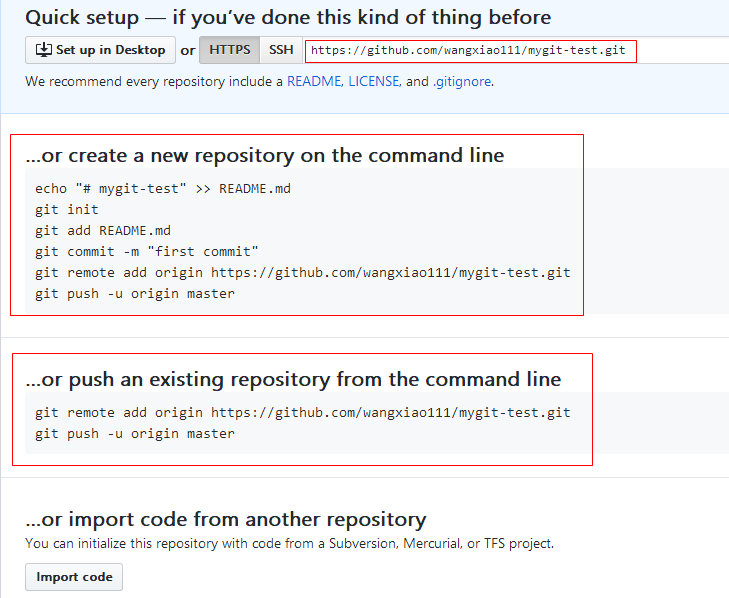 Quick setup — if you’ve done this kind of thing before
Set up in Desktop or HTTPS SSH https://github.com/wangxiao111/mygit-test.git
We recommend every repository include a README, LICENSE, and .gitignore.
…or create a new repository on the command line
echo "# mygit-test" >> README.md
git init
git add README.md
git commit -m "first commit"
git remote add origin https://github.com/wangxiao111/mygit-test.git
git push -u origin master
…or push an existing repository from the command line
git remote add origin https://github.com/wangxiao111/mygit-test.git
git push -u origin master
…or import code from another repository
You can initialize this repository with code from a Subversion, Mercurial, or TFS project.
Import code